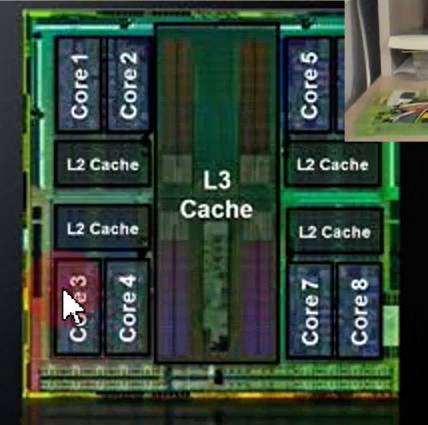 Core 1
Core 2
L2 Cache
L2 Cache
Core 3
Core 4
L3
Cache
Core 5
L2 Cache
L2 Cache
Core 7
Core 8